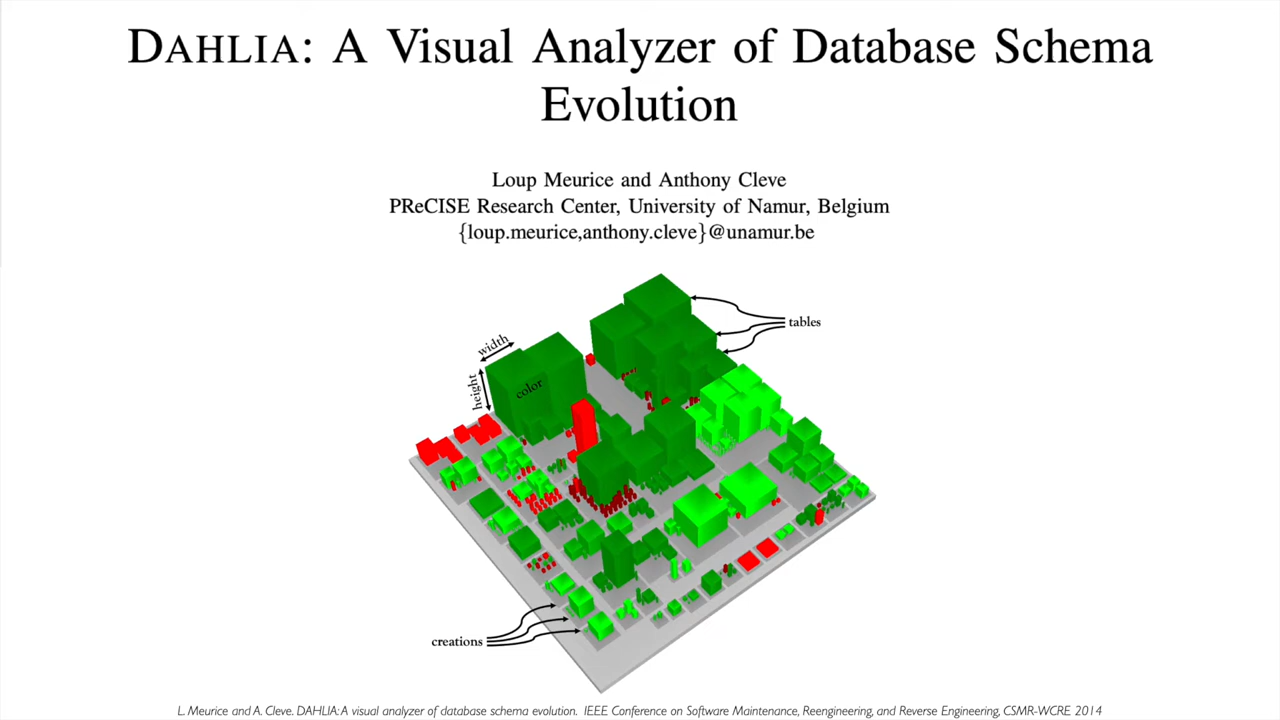 DAHLIA: A Visual Analyzer of Database Schema
Evolution
Loup Meurice and Anthony Cleve
PReCISE Research Center, University of Namur, Belgium
{loup.meurice,anthony.cleve}@unamur.be
tables
width
height
color
creations
L. Meurice and A. Cleve. DAHLIA: A visual analyzer of database schema evolution. IEEE Conference on Software Maintenance, Reengineering, and Reverse Engineering, CSMR-WCRE 2014